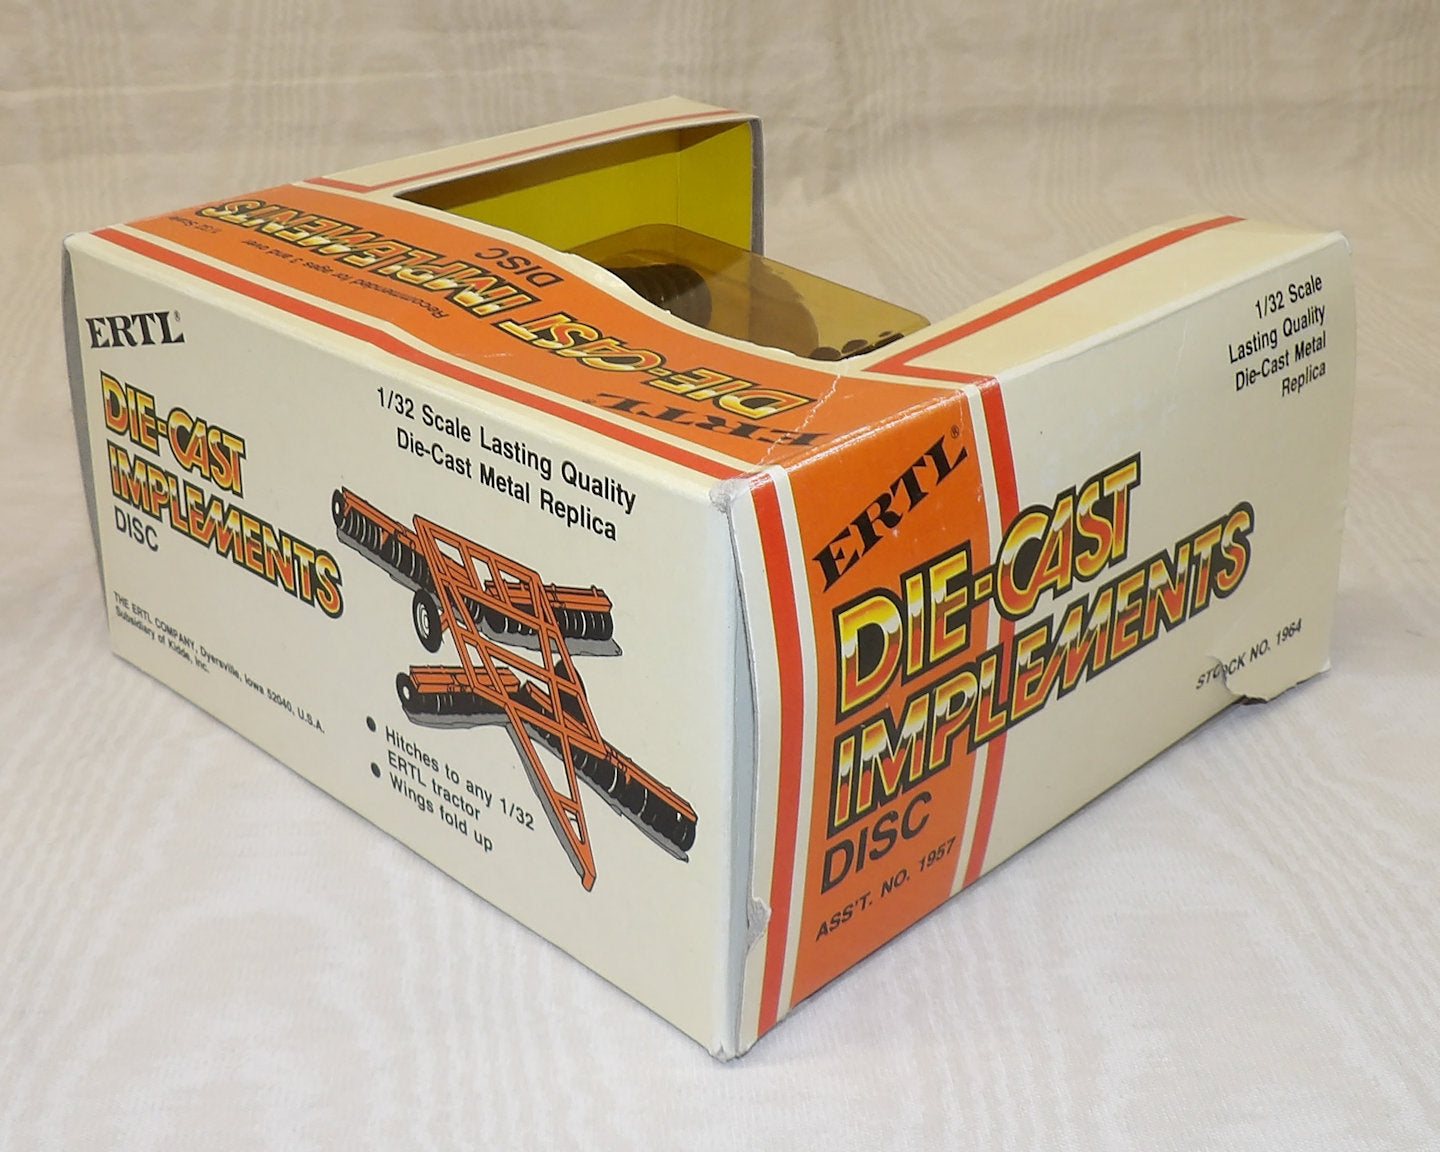 ERTL®
DIE-CAST
IMPLEMENTS
DISC
THE ERTL COMPANY, Dyersville, Iowa 52040, U.S.A.
Subsidiary of Kidde, Inc.
1/32 Scale Lasting Quality
Die-Cast Metal Replica
● Hitches to any 1/32
ERTL tractor
● Wings fold up
ERTL
DIE-CAST IMPLEMENTS
DISC
Recommended for ages 3 and over
1/32 Scale
ERTL®
DIE-CAST
IMPLEMENTS
DISC
ASS'T. NO. 1957
1/32 Scale
Lasting Quality
Die-Cast Metal
Replica
STOCK NO. 1964